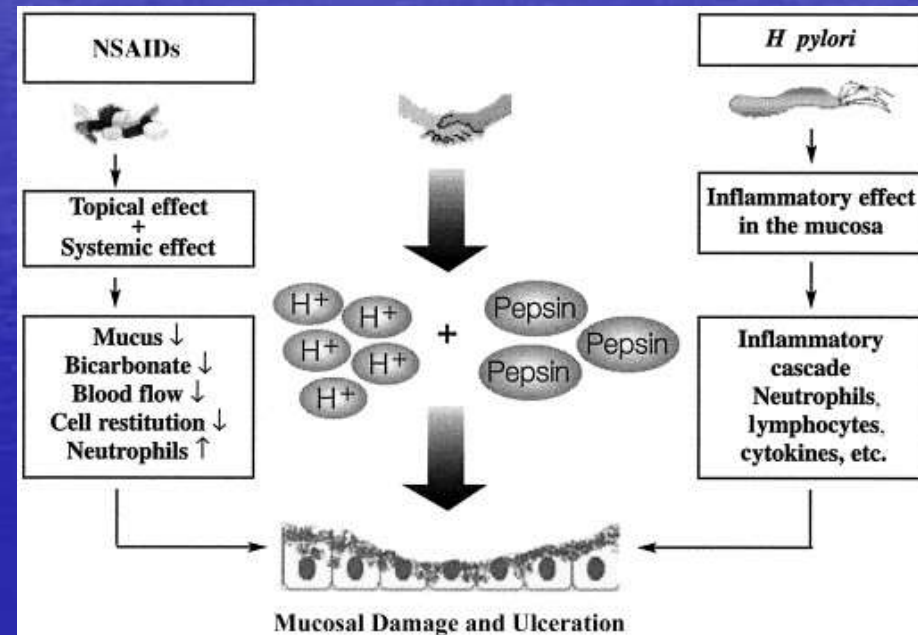 NSAIDs
Topical effect
+
Systemic effect
Mucus ↓
Bicarbonate ↓
Blood flow ↓
Cell restitution ↓
Neutrophils ↑
H+
H+
H+
H+
H+
+
Pepsin
Pepsin
Pepsin
H pylori
Inflammatory effect
in the mucosa
Inflammatory
cascade
Neutrophils,
lymphocytes,
cytokines, etc.
Mucosal Damage and Ulceration